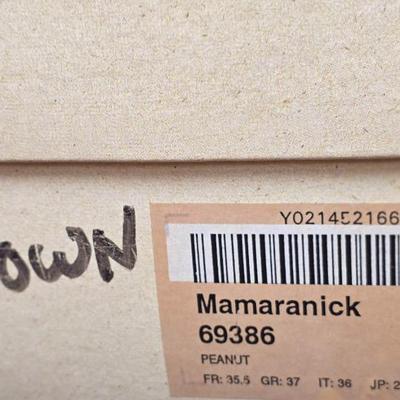 OWN
Y021452166
Mamaranick
69386
PEANUT
FR: 35.5 GR: 37 IT: 36 JP: 2